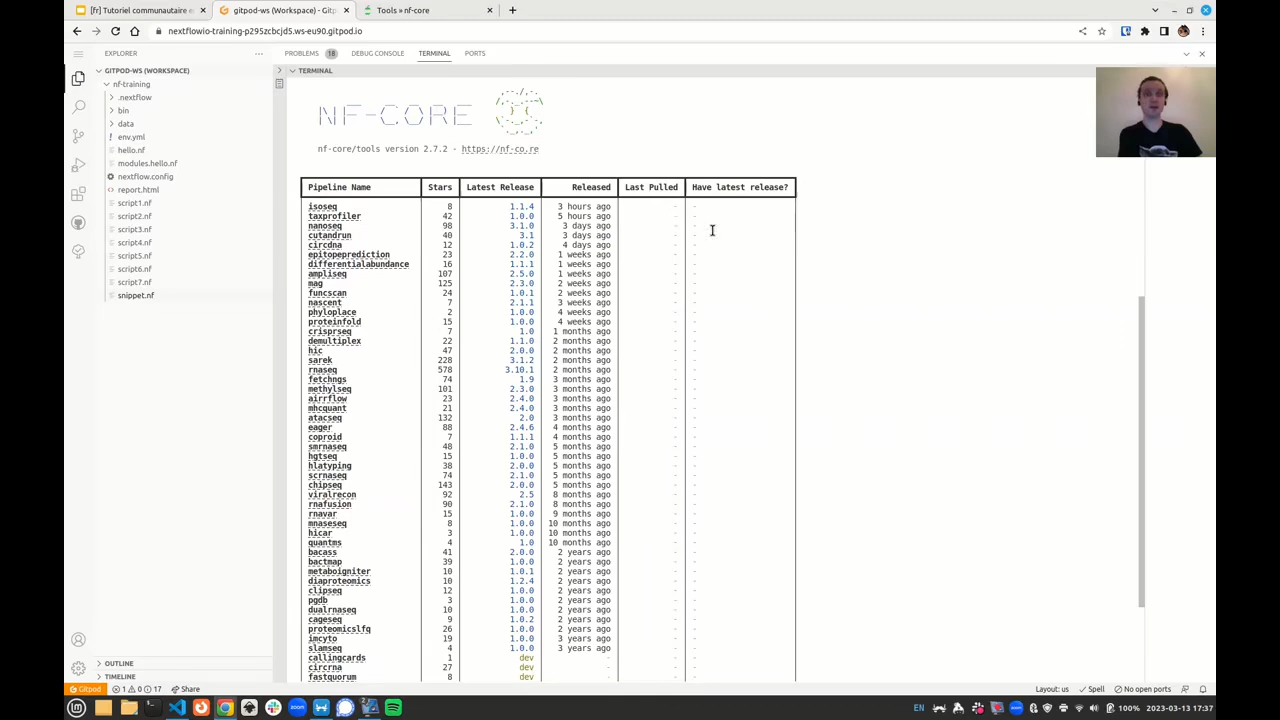 [fr] Tutoriel communautaire e
gitpod-ws (Workspace) - Gitp
Tools » nf-core
nextflowio-training-p295zcbcjd5.ws-eu90.gitpod.io
EXPLORER
PROBLEMS 18 DEBUG CONSOLE TERMINAL PORTS
GITPOD-WS (WORKSPACE)
TERMINAL
nf-training
.nextflow
bin
data
env.yml
hello.nf
modules.hello.nf
nextflow.config
report.html
script1.nf
script2.nf
script3.nf
script4.nf
script5.nf
script6.nf
script7.nf
snippet.nf
NF-CORE
nf-core/tools version 2.7.2 - https://nf-co.re
Pipeline Name Stars Latest Release Released Last Pulled Have latest release?
isoseq 8 1.1.4 3 hours ago - -
taxprofiler 42 1.0.0 5 hours ago - -
nanoseq 98 3.1.0 3 days ago - -
cutandrun 40 3.1 3 days ago - -
circdna 12 1.0.2 4 days ago - -
epitopeprediction 23 2.2.0 1 weeks ago - -
differentialabundance 16 1.1.1 1 weeks ago - -
ampliseq 107 2.5.0 1 weeks ago - -
mag 125 2.3.0 2 weeks ago - -
funcscan 24 1.0.1 2 weeks ago - -
nascent 7 2.1.1 3 weeks ago - -
phyloplace 2 1.0.0 4 weeks ago - -
proteinfold 15 1.0.0 4 weeks ago - -
crisprseq 7 1.0 1 months ago - -
demultiplex 22 1.1.0 2 months ago - -
hic 47 2.0.0 2 months ago - -
sarek 228 3.1.2 2 months ago - -
rnaseq 578 3.10.1 2 months ago - -
fetchngs 74 1.9 3 months ago - -
methylseq 101 2.3.0 3 months ago - -
airrflow 23 2.4.0 3 months ago - -
mhcquant 21 2.4.0 3 months ago - -
atacseq 132 2.0 3 months ago - -
eager 88 2.4.6 4 months ago - -
coproid 7 1.1.1 4 months ago - -
smrnaseq 48 2.1.0 5 months ago - -
hgtseq 15 1.0.0 5 months ago - -
hlatyping 38 2.0.0 5 months ago - -
scrnaseq 74 2.1.0 5 months ago - -
chipseq 143 2.0.0 5 months ago - -
viralrecon 92 2.5 8 months ago - -
rnafusion 90 2.1.0 8 months ago - -
rnavar 15 1.0.0 9 months ago - -
mnaseseq 8 1.0.0 10 months ago - -
hicar 3 1.0.0 10 months ago - -
quantms 4 1.0 10 months ago - -
bacass 41 2.0.0 2 years ago - -
bactmap 39 1.0.0 2 years ago - -
metaboigniter 10 1.0.1 2 years ago - -
diaproteomics 10 1.2.4 2 years ago - -
clipseq 12 1.0.0 2 years ago - -
pgdb 3 1.0.0 2 years ago - -
dualrnaseq 10 1.0.0 2 years ago - -
cageseq 9 1.0.2 2 years ago - -
proteomicslfq 26 1.0.0 2 years ago - -
imcyto 19 1.0.0 3 years ago - -
slamseq 4 1.0.0 3 years ago - -
callingcards 1 dev - - -
circrna 27 dev - - -
fastquorum 8 dev - - -
OUTLINE
TIMELINE
Gitpod 1 0 17 Share
Layout: us Spell No open ports
zoom
EN 100% 2023-03-13 17:37